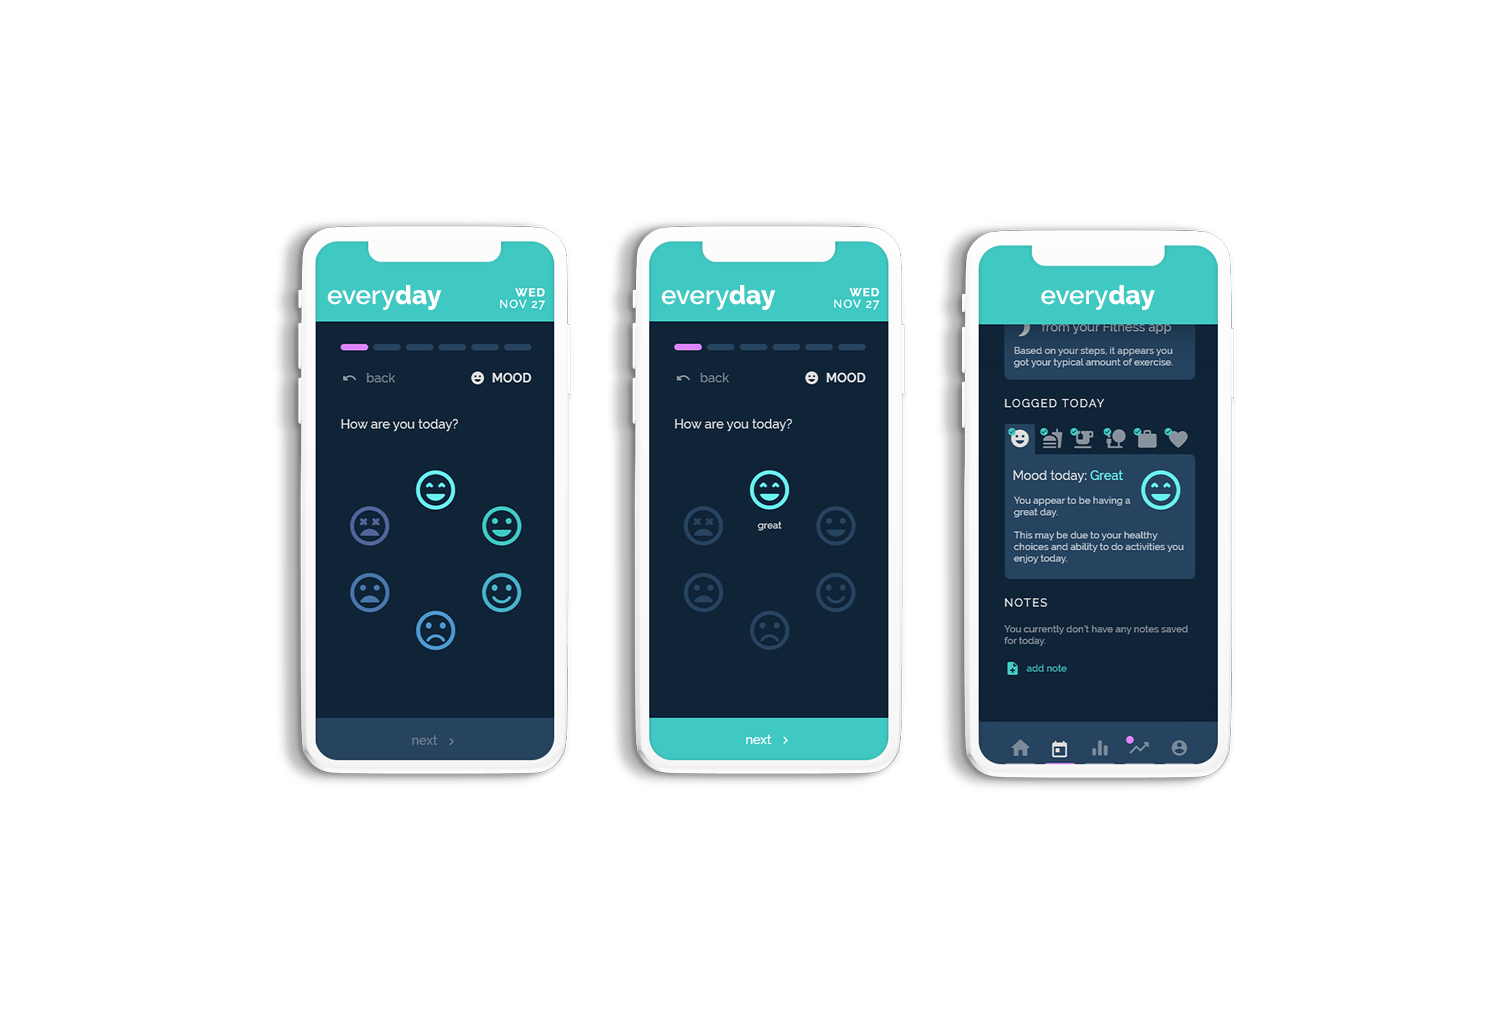 everyday
WED
NOV 27
back
MOOD
How are you today?
next
everyday
WED
NOV 27
back
MOOD
How are you today?
great
next
everyday
from your Fitness app
Based on your steps, it appears you
got your typical amount of exercise.
LOGGED TODAY
Mood today: Great
You appear to be having a
great day.
This may be due to your healthy
choices and ability to do activities you
enjoy today.
NOTES
You currently don't have any notes saved
for today.
add note